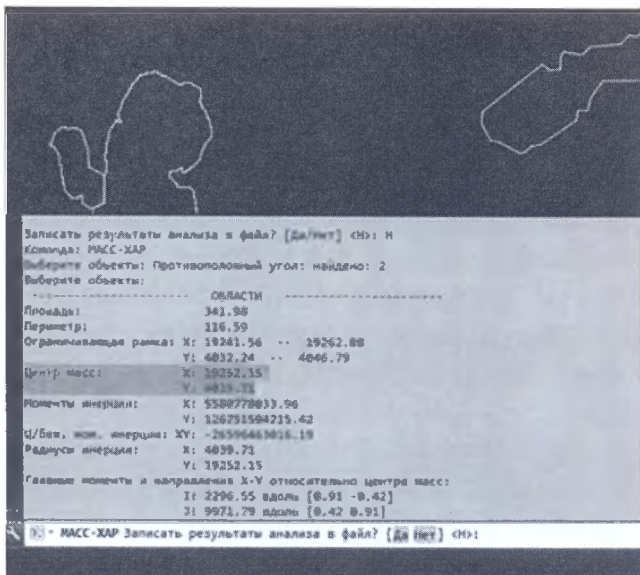 Записать результаты анализа в файл? [Да/Нет] <Н>: Н
Команда: МАСС-ХАР
Выберите объекты: Противоположный угол: найдено: 2
Выберите объекты:
---------------------- ОБЛАСТИ ----------------------
Площадь: 341.98
Периметр: 116.59
Ограничивающая рамка: X: 19241.56 -- 19262.88
Y: 4032.24 -- 4046.79
Центр масс: X: 19252.15
Y: 4039.71
Моменты инерции: X: 5580778033.96
Y: 126751504215.42
Ц/беж. мом. инерции: XY: -26596463016.19
Радиусы инерции: X: 4039.71
Y: 19252.15
Главные моменты и направления X-Y относительно центра масс:
I: 2296.55 вдоль [0.91 -0.42]
J: 9971.79 вдоль [0.42 0.91]
МАСС-ХАР Записать результаты анализа в файл? [Да Нет] <Н>: